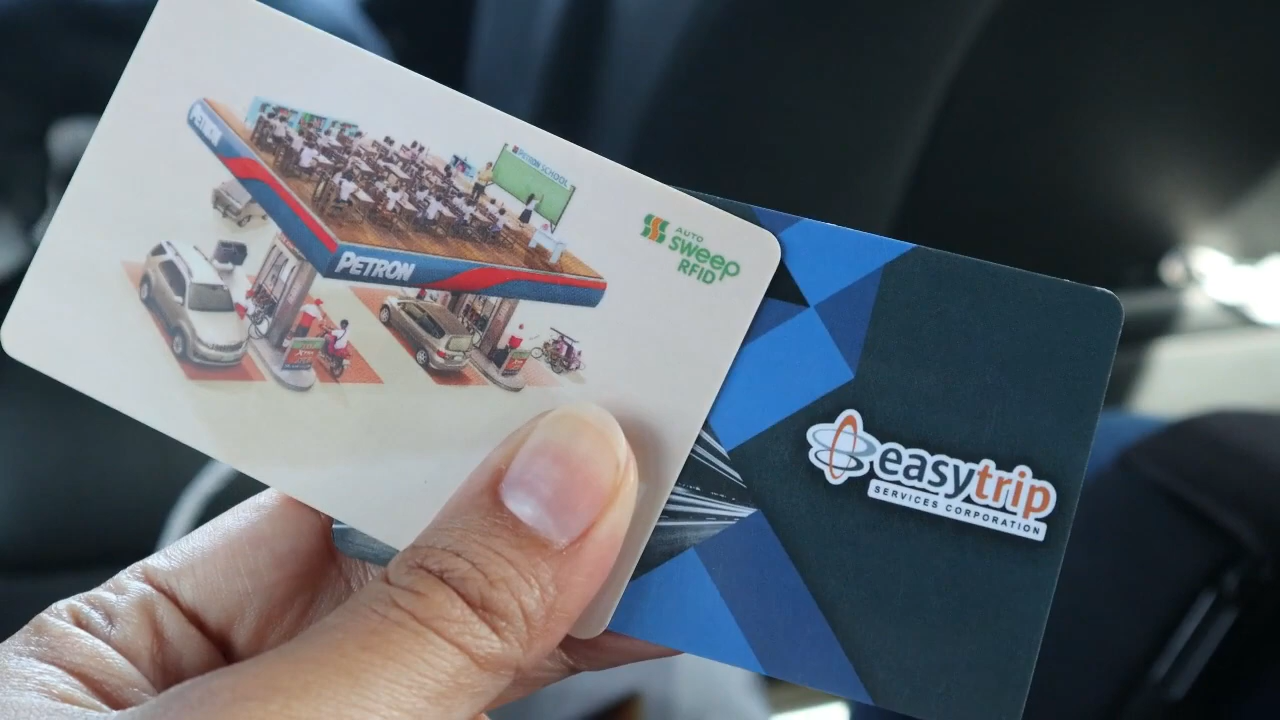 PETRON
PETRON SCHOOL
PETRON
AUTO
sweep
RFID
easytrip
SERVICES CORPORATION